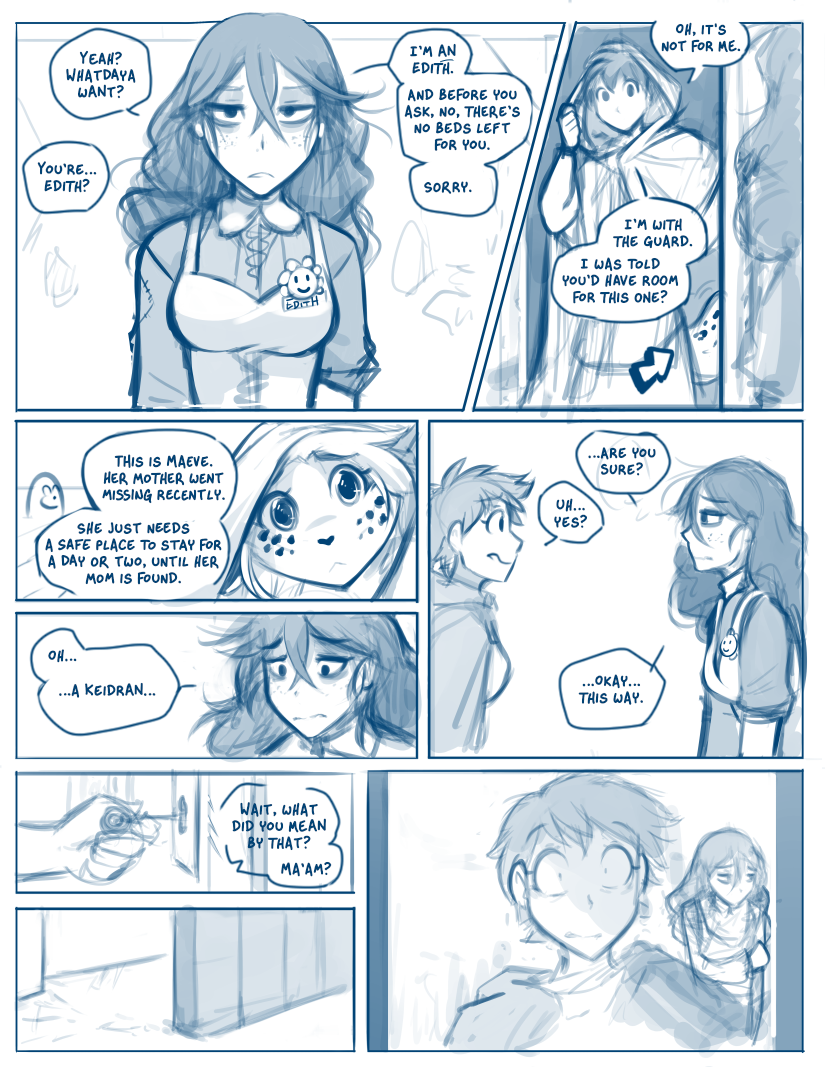 YEAH?
WHATDAYA
WANT?
YOU'RE...
EDITH?
I'M AN
EDITH.
AND BEFORE YOU
ASK, NO, THERE'S
NO BEDS LEFT
FOR YOU.
SORRY.
EDITH
OH, IT'S
NOT FOR ME.
I'M WITH
THE GUARD.
I WAS TOLD
YOU'D HAVE ROOM
FOR THIS ONE?
THIS IS MAEVE.
HER MOTHER WENT
MISSING RECENTLY.
SHE JUST NEEDS
A SAFE PLACE TO STAY FOR
A DAY OR TWO, UNTIL HER
MOM IS FOUND.
OH...
...A KEIDRAN...
...ARE YOU
SURE?
UH...
YES?
...OKAY...
THIS WAY.
WAIT, WHAT
DID YOU MEAN
BY THAT?
MA'AM?